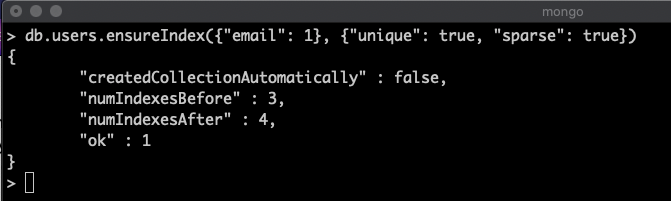 mongo
> db.users.ensureIndex({"email": 1}, {"unique": true, "sparse": true})
{
        "createdCollectionAutomatically" : false,
        "numIndexesBefore" : 3,
        "numIndexesAfter" : 4,
        "ok" : 1
}
>